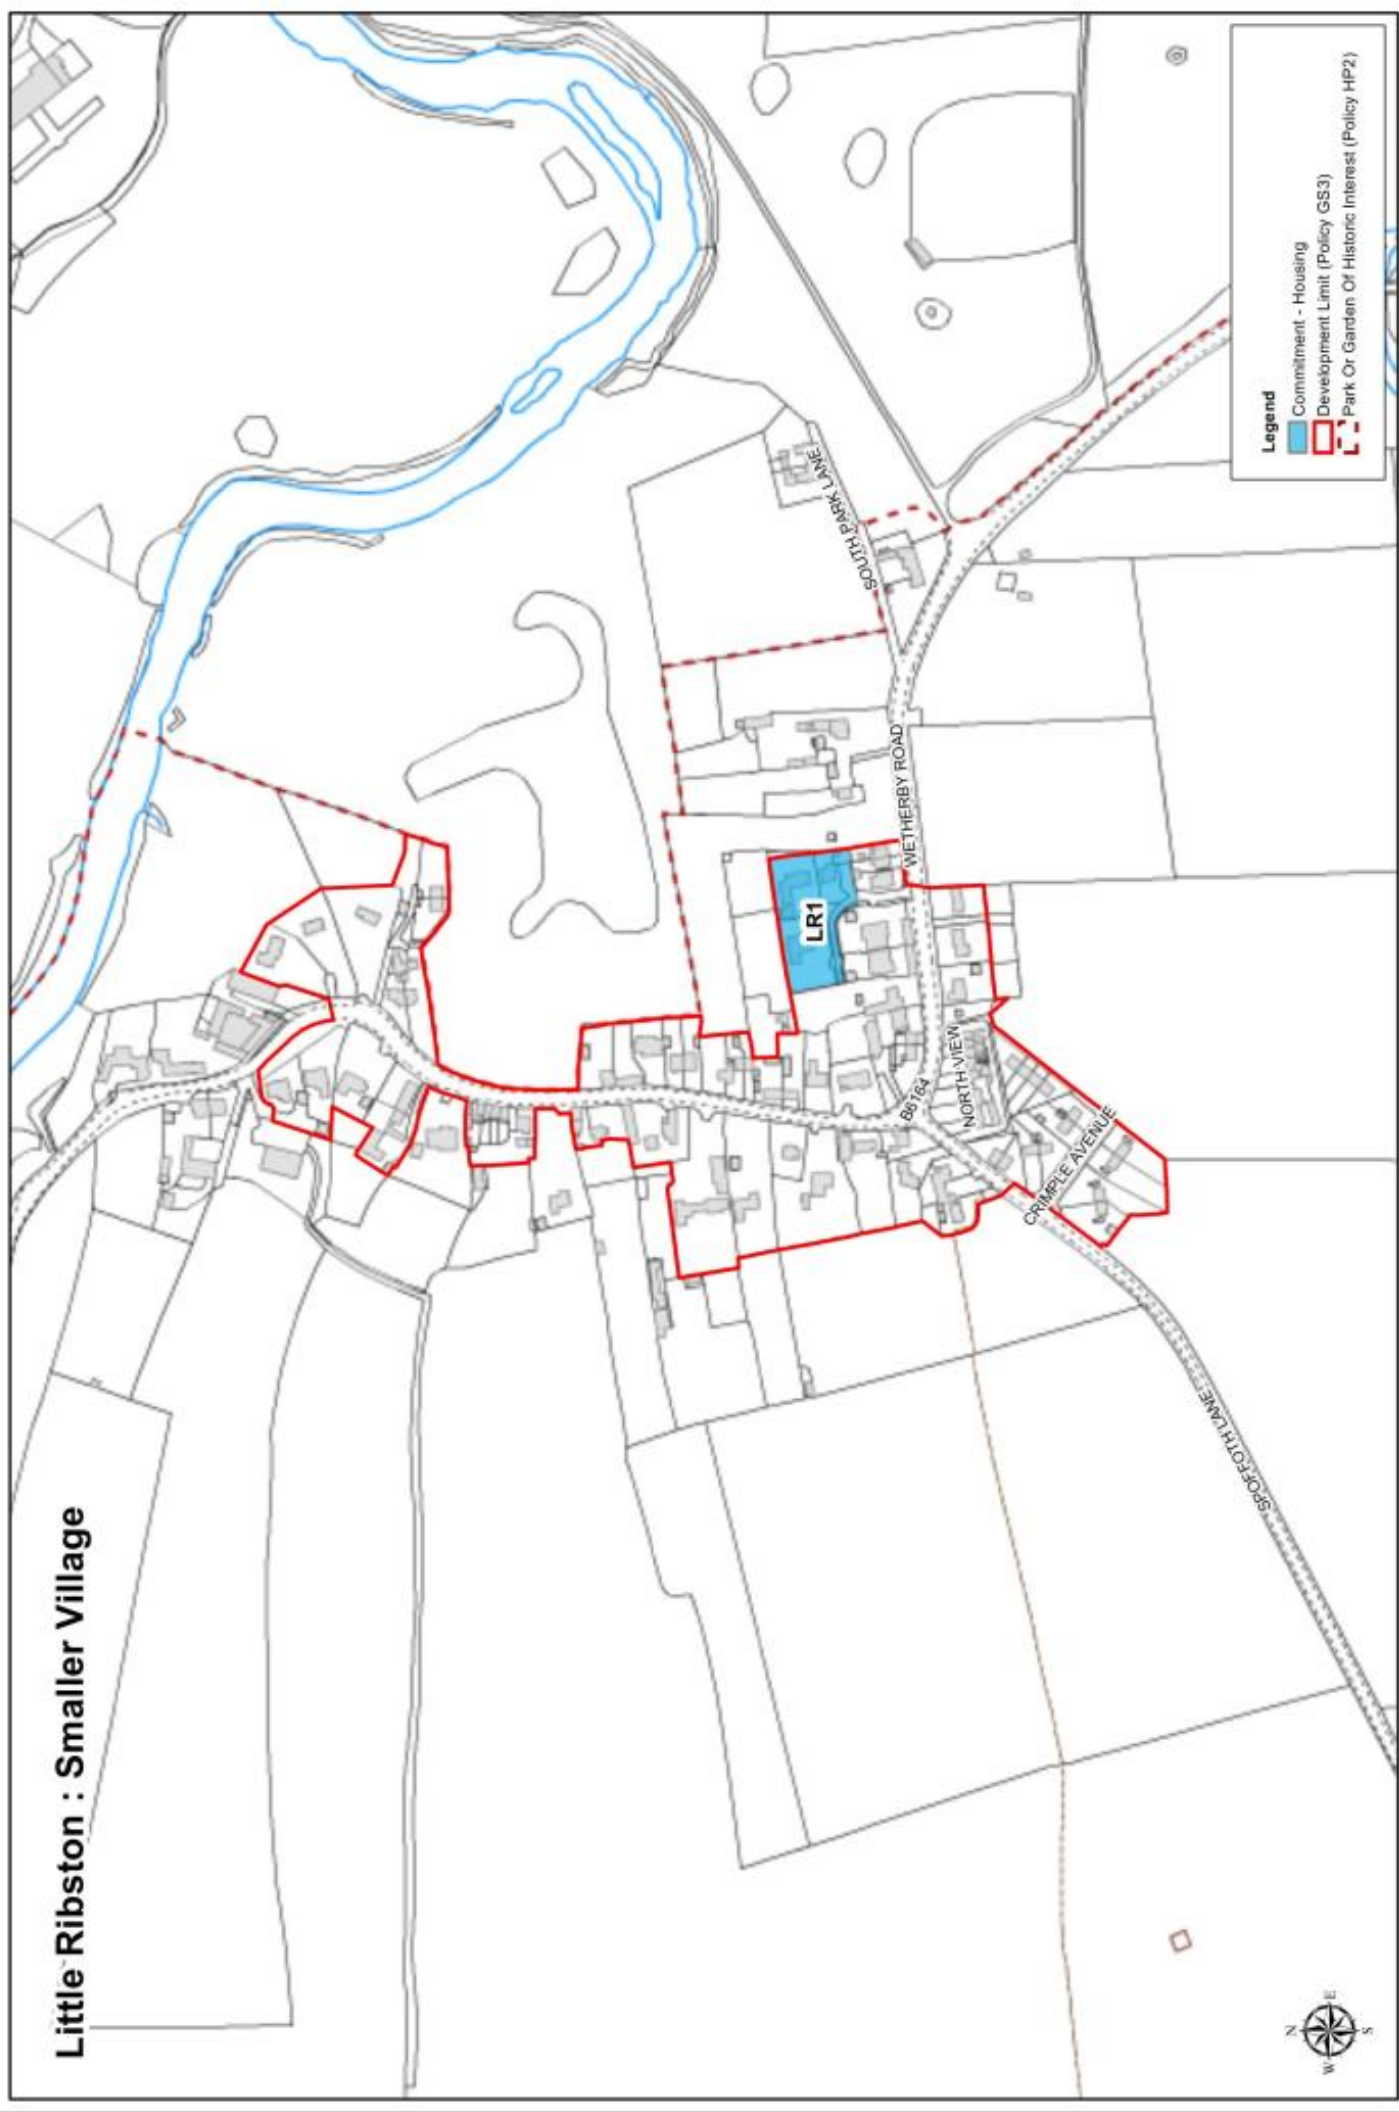 Little Ribston : Smaller Village
SOUTH PARK LANE
WETHERBY ROAD
LR1
B6164
NORTH VIEW
CRIMPLE AVENUE
SPOFFOTH LANE
Legend
Commitment - Housing
Development Limit (Policy GS3)
Park Or Garden Of Historic Interest (Policy HP2)
N
W E
S